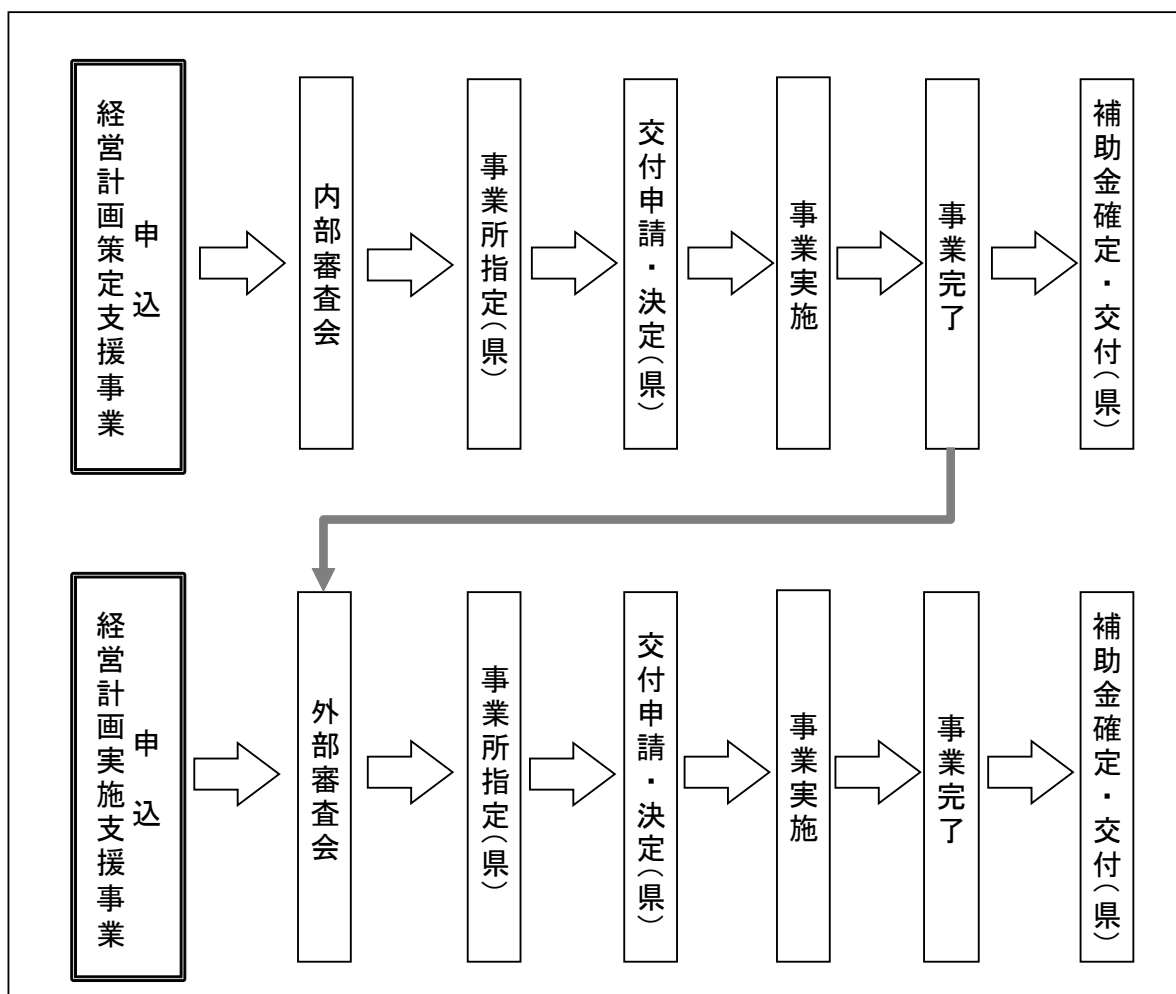 経営計画策定支援事業
申込
内部審査会
事業所指定（県）
交付申請・決定（県）
事業実施
事業完了
補助金確定・交付（県）
経営計画実施支援事業
申込
外部審査会
事業所指定（県）
交付申請・決定（県）
事業実施
事業完了
補助金確定・交付（県）